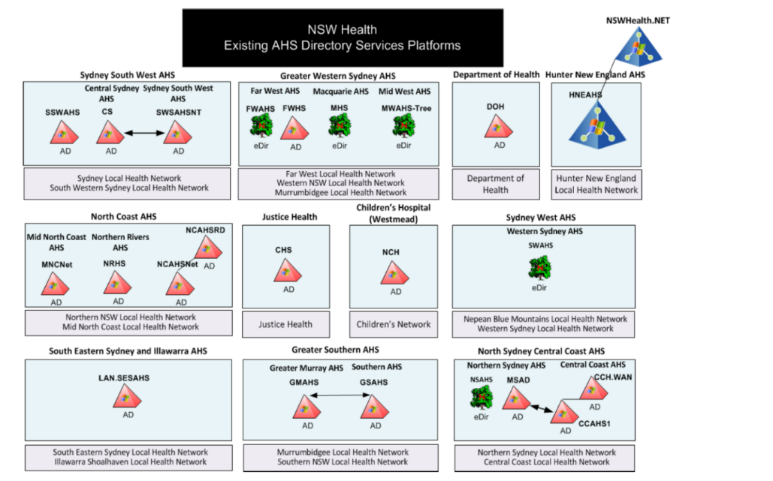 NSW Health
Existing AHS Directory Services Platforms
NSWHealth.NET
Sydney South West AHS
Central Sydney AHS
Sydney South West AHS
SSWAHS
CS
SWSAHSNT
AD
AD
AD
Sydney Local Health Network
South Western Sydney Local Health Network
Greater Western Sydney AHS
Far West AHS
Macquarie AHS
Mid West AHS
FWAHS
FWHS
MHS
MWAHS-Tree
eDir
AD
eDir
eDir
Far West Local Health Network
Western NSW Local Health Network
Murrumbidgee Local Health Network
Department of Health
DOH
AD
Department of
Health
Hunter New England AHS
HNEAHS
Hunter New England
Local Health Network
North Coast AHS
Mid North Coast
AHS
Northern Rivers
AHS
NCAHSRD
MNCNet
NRHS
NCAHSNet
AD
AD
AD
AD
Northern NSW Local Health Network
Mid North Coast Local Health Network
Justice Health
CHS
AD
Justice Health
Children's Hospital
(Westmead)
NCH
AD
Children's Network
Sydney West AHS
Western Sydney AHS
SWAHS
eDir
Nepean Blue Mountains Local Health Network
Western Sydney Local Health Network
South Eastern Sydney and Illawarra AHS
LAN.SESAHS
AD
South Eastern Sydney Local Health Network
Illawarra Shoalhaven Local Health Network
Greater Southern AHS
Greater Murray AHS
Southern AHS
GMAHS
GSAHS
AD
AD
Murrumbidgee Local Health Network
Southern NSW Local Health Network
North Sydney Central Coast AHS
Northern Sydney AHS
Central Coast AHS
NSAHS
MSAD
CCH.WAN
eDir
AD
AD
CCAHS1
AD
Northern Sydney Local Health Network
Central Coast Local Health Network